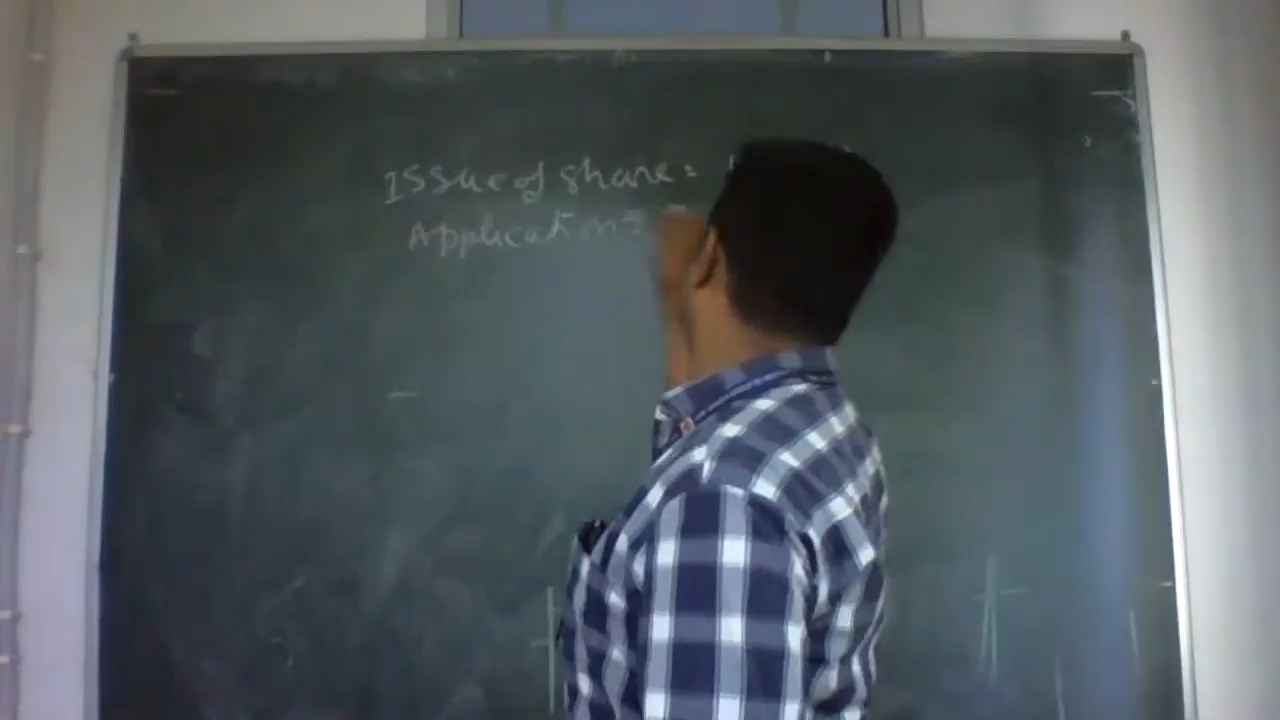 Issue of share =
Application =